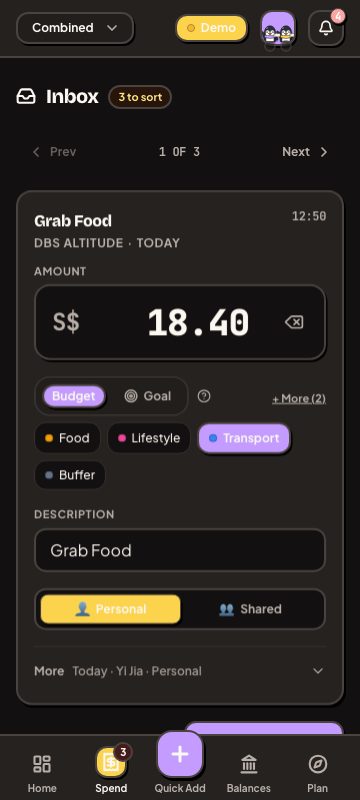 Combined
Demo
4
Inbox
3 to sort
Prev
1 OF 3
Next
Grab Food
12:50
DBS ALTITUDE · TODAY
AMOUNT
S$ 18.40
Budget
Goal
+ More (2)
Food
Lifestyle
Transport
Buffer
DESCRIPTION
Grab Food
Personal
Shared
More Today · Yi Jia · Personal
3
Home
Spend
Quick Add
Balances
Plan